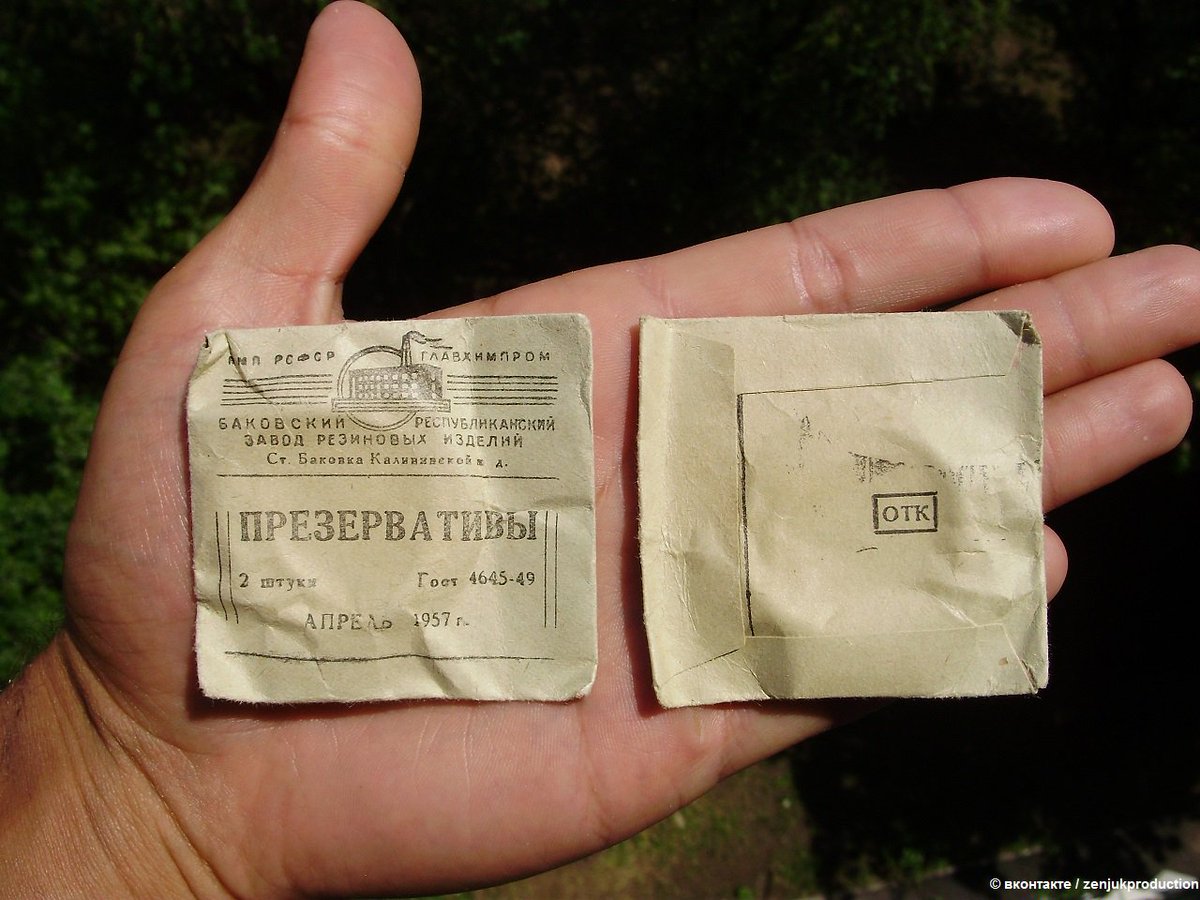 РСФСР ГЛАВХИМПРОМ
БАКОВСКИЙ РЕСПУБЛИКАНСКИЙ
ЗАВОД РЕЗИНОВЫХ ИЗДЕЛИЙ
Ст. Баковка Калининской ж. д.
ПРЕЗЕРВАТИВЫ
2 штуки Гост 4645-49
АПРЕЛЬ 1957 г.
ОТК
© вконтакте / zenjukproduction